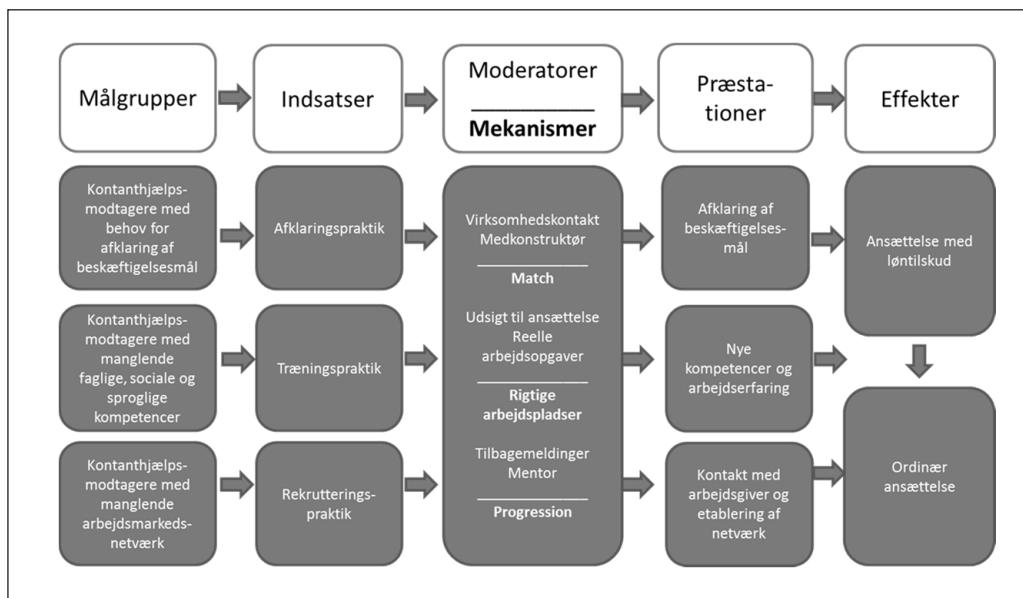 Målgrupper
Indsatser
Moderatorer
Mekanismer
Præsta-
tioner
Effekter
Kontanthjælps-
modtagere med
behov for
afklaring af
beskæftigelsesmål
Afklaringspraktik
Virksomhedskontakt
Medkonstruktør
Match
Afklaring af
beskæftigelses-
mål
Ansættelse med
løntilskud
Kontanthjælps-
modtagere med
manglende
faglige, sociale og
sproglige
kompetencer
Træningspraktik
Udsigt til ansættelse
Reelle
arbejdsopgaver
Rigtige
arbejdspladser
Nye
kompetencer og
arbejdserfaring
Kontanthjælps-
modtagere med
manglende
arbejdsmarkeds-
netværk
Rekrutterings-
praktik
Tilbagemeldinger
Mentor
Progression
Kontakt med
arbejdsgiver og
etablering af
netværk
Ordinær
ansættelse